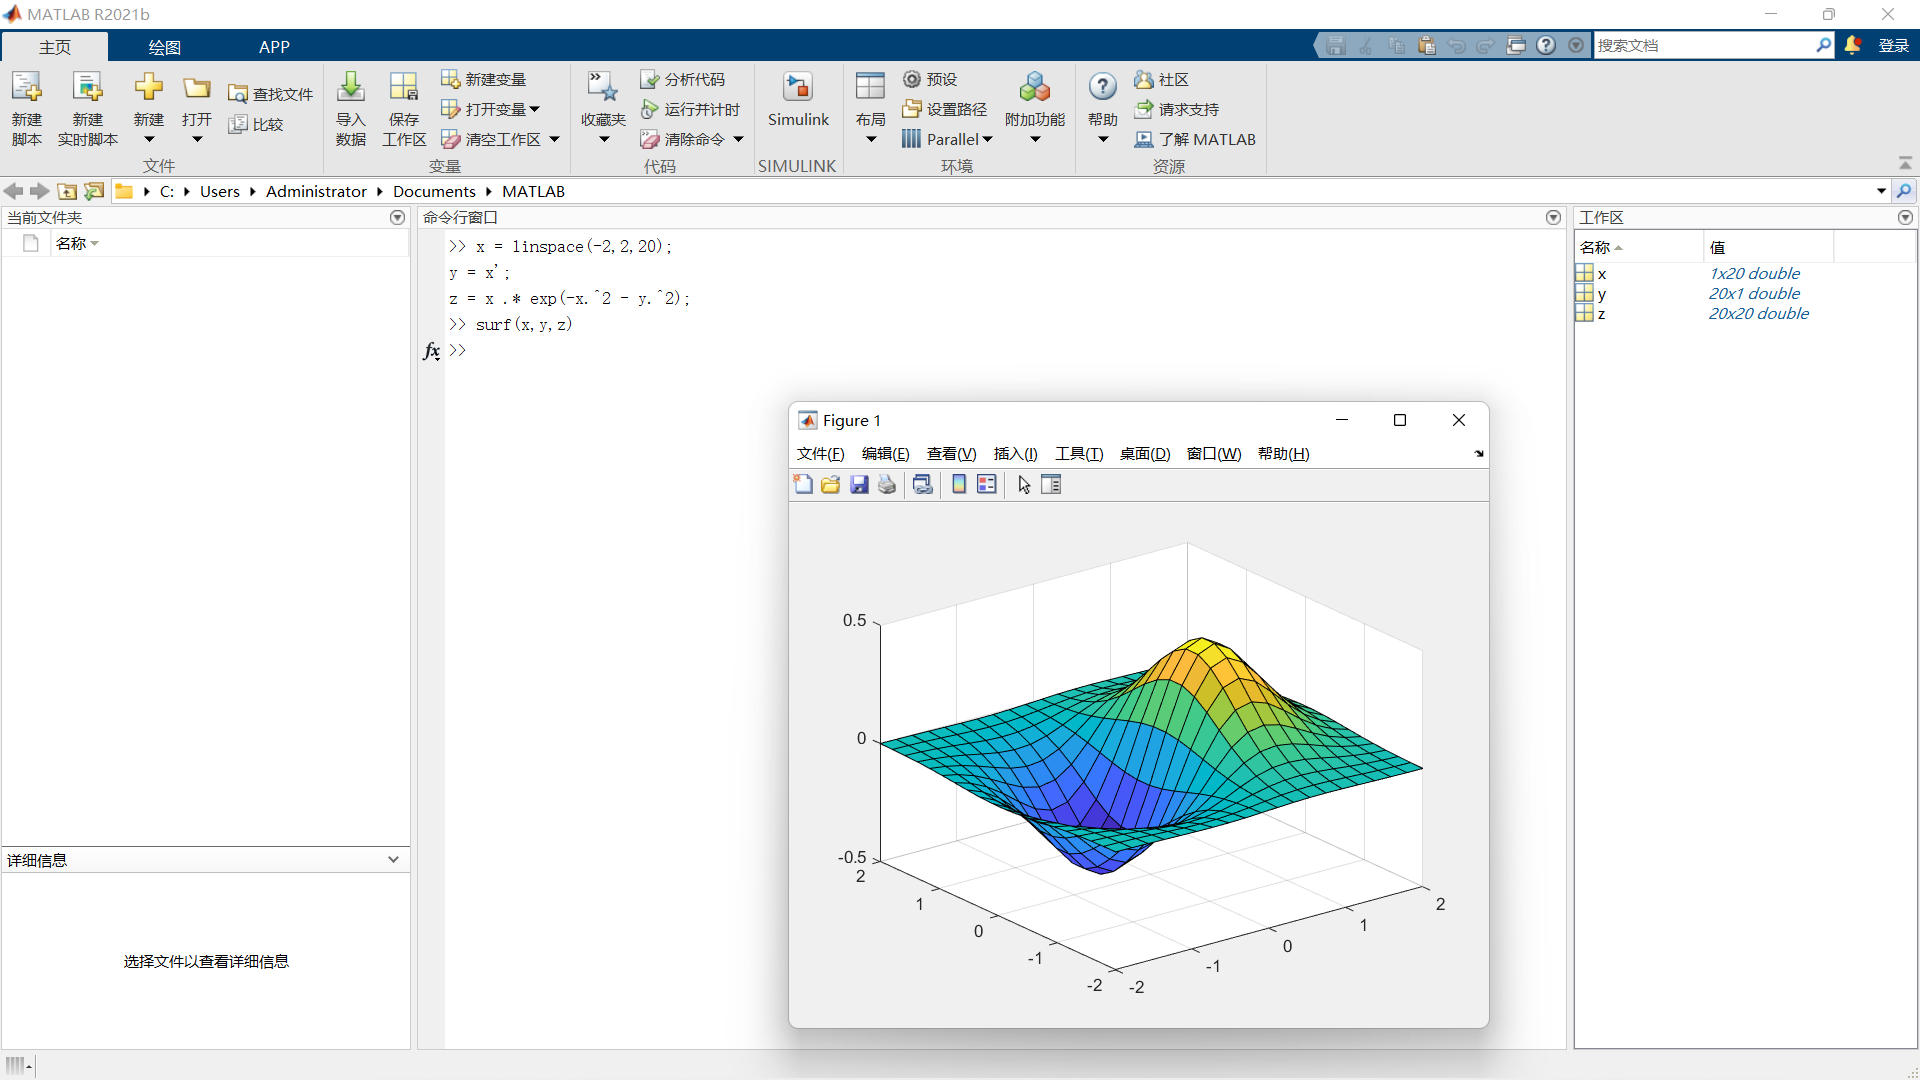 MATLAB R2021b
主页
绘图
APP
搜索文档
登录
新建
脚本
新建
实时脚本
新建
打开
查找文件
比较
文件
导入
数据
保存
工作区
新建变量
打开变量
清空工作区
变量
收藏夹
分析代码
运行并计时
清除命令
代码
Simulink
SIMULINK
布局
预设
设置路径
Parallel
附加功能
环境
帮助
社区
请求支持
了解 MATLAB
资源
C: Users Administrator Documents MATLAB
当前文件夹
名称
详细信息
选择文件以查看详细信息
命令行窗口
>> x = linspace(-2,2,20);
y = x';
z = x .* exp(-x.^2 - y.^2);
>> surf(x,y,z)
fx >>
Figure 1
文件(F) 编辑(E) 查看(V) 插入(I) 工具(T) 桌面(D) 窗口(W) 帮助(H)
0.5
0
-0.5
2
1
0
-1
-2
-2
-1
0
1
2
工作区
名称 值
x 1x20 double
y 20x1 double
z 20x20 double